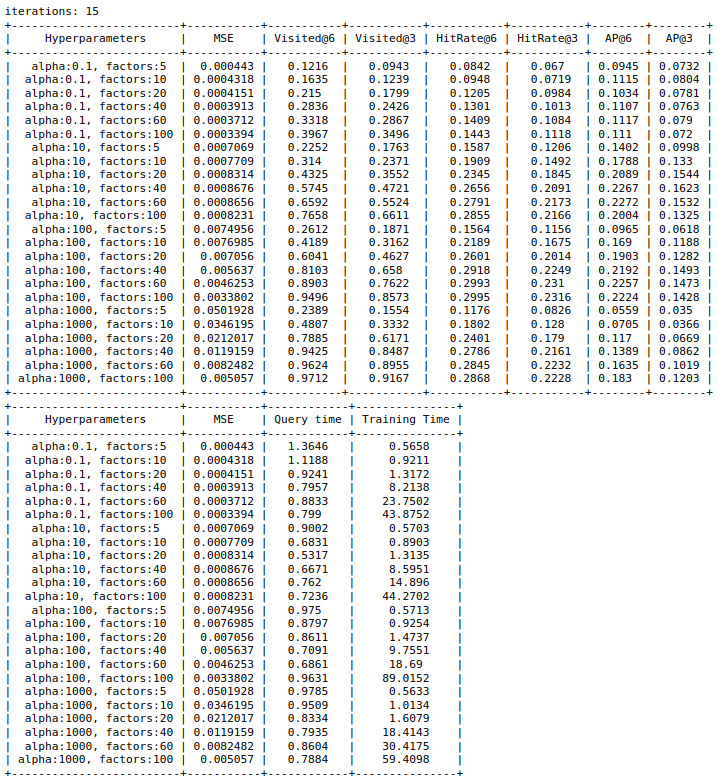 iterations: 15
+-------------------------+-----------+-----------+-----------+-----------+-----------+--------+--------+
|     Hyperparameters     |    MSE    | Visited@6 | Visited@3 | HitRate@6 | HitRate@3 |  AP@6  |  AP@3  |
+-------------------------+-----------+-----------+-----------+-----------+-----------+--------+--------+
|   alpha:0.1, factors:5  |  0.000443 |   0.1216  |   0.0943  |   0.0842  |   0.067   | 0.0945 | 0.0732 |
|  alpha:0.1, factors:10  | 0.0004318 |   0.1635  |   0.1239  |   0.0948  |   0.0719  | 0.1115 | 0.0804 |
|  alpha:0.1, factors:20  | 0.0004151 |   0.215   |   0.1799  |   0.1205  |   0.0984  | 0.1034 | 0.0781 |
|  alpha:0.1, factors:40  | 0.0003913 |   0.2836  |   0.2426  |   0.1301  |   0.1013  | 0.1107 | 0.0763 |
|  alpha:0.1, factors:60  | 0.0003712 |   0.3318  |   0.2867  |   0.1409  |   0.1084  | 0.1117 | 0.079  |
|  alpha:0.1, factors:100 | 0.0003394 |   0.3967  |   0.3496  |   0.1443  |   0.1118  | 0.111  | 0.072  |
|   alpha:10, factors:5   | 0.0007069 |   0.2252  |   0.1763  |   0.1587  |   0.1206  | 0.1402 | 0.0998 |
|   alpha:10, factors:10  | 0.0007709 |   0.314   |   0.2371  |   0.1909  |   0.1492  | 0.1788 | 0.133  |
|   alpha:10, factors:20  | 0.0008314 |   0.4325  |   0.3552  |   0.2345  |   0.1845  | 0.2089 | 0.1544 |
|   alpha:10, factors:40  | 0.0008676 |   0.5745  |   0.4721  |   0.2656  |   0.2091  | 0.2267 | 0.1623 |
|   alpha:10, factors:60  | 0.0008656 |   0.6592  |   0.5524  |   0.2791  |   0.2173  | 0.2272 | 0.1532 |
|  alpha:10, factors:100  | 0.0008231 |   0.7658  |   0.6611  |   0.2855  |   0.2166  | 0.2004 | 0.1325 |
|   alpha:100, factors:5  | 0.0074956 |   0.2612  |   0.1871  |   0.1564  |   0.1156  | 0.0965 | 0.0618 |
|  alpha:100, factors:10  | 0.0076985 |   0.4189  |   0.3162  |   0.2189  |   0.1675  | 0.169  | 0.1188 |
|  alpha:100, factors:20  |  0.007056 |   0.6041  |   0.4627  |   0.2601  |   0.2014  | 0.1903 | 0.1282 |
|  alpha:100, factors:40  |  0.005637 |   0.8103  |   0.658   |   0.2918  |   0.2249  | 0.2192 | 0.1493 |
|  alpha:100, factors:60  | 0.0046253 |   0.8903  |   0.7622  |   0.2993  |   0.231   | 0.2257 | 0.1473 |
|  alpha:100, factors:100 | 0.0033802 |   0.9496  |   0.8573  |   0.2995  |   0.2316  | 0.2224 | 0.1428 |
|  alpha:1000, factors:5  | 0.0501928 |   0.2389  |   0.1554  |   0.1176  |   0.0826  | 0.0559 | 0.035  |
|  alpha:1000, factors:10 | 0.0346195 |   0.4807  |   0.3332  |   0.1802  |   0.128   | 0.0705 | 0.0366 |
|  alpha:1000, factors:20 | 0.0212017 |   0.7885  |   0.6171  |   0.2401  |   0.179   | 0.117  | 0.0669 |
|  alpha:1000, factors:40 | 0.0119159 |   0.9425  |   0.8487  |   0.2786  |   0.2161  | 0.1389 | 0.0862 |
|  alpha:1000, factors:60 | 0.0082482 |   0.9624  |   0.8955  |   0.2845  |   0.2232  | 0.1635 | 0.1019 |
| alpha:1000, factors:100 |  0.005057 |   0.9712  |   0.9167  |   0.2868  |   0.2228  | 0.183  | 0.1203 |
+-------------------------+-----------+-----------+-----------+-----------+-----------+--------+--------+
+-------------------------+-----------+------------+---------------+
|     Hyperparameters     |    MSE    | Query time | Training Time |
+-------------------------+-----------+------------+---------------+
|   alpha:0.1, factors:5  |  0.000443 |   1.3646   |     0.5658    |
|  alpha:0.1, factors:10  | 0.0004318 |   1.1188   |     0.9211    |
|  alpha:0.1, factors:20  | 0.0004151 |   0.9241   |     1.3172    |
|  alpha:0.1, factors:40  | 0.0003913 |   0.7957   |     8.2138    |
|  alpha:0.1, factors:60  | 0.0003712 |   0.8833   |    23.7502    |
|  alpha:0.1, factors:100 | 0.0003394 |   0.799    |    43.8752    |
|   alpha:10, factors:5   | 0.0007069 |   0.9002   |     0.5703    |
|   alpha:10, factors:10  | 0.0007709 |   0.6831   |     0.8903    |
|   alpha:10, factors:20  | 0.0008314 |   0.5317   |     1.3135    |
|   alpha:10, factors:40  | 0.0008676 |   0.6671   |     8.5951    |
|   alpha:10, factors:60  | 0.0008656 |   0.762    |     14.896    |
|  alpha:10, factors:100  | 0.0008231 |   0.7236   |    44.2702    |
|   alpha:100, factors:5  | 0.0074956 |   0.975    |     0.5713    |
|  alpha:100, factors:10  | 0.0076985 |   0.8797   |     0.9254    |
|  alpha:100, factors:20  |  0.007056 |   0.8611   |     1.4737    |
|  alpha:100, factors:40  |  0.005637 |   0.7091   |     9.7551    |
|  alpha:100, factors:60  | 0.0046253 |   0.6861   |     18.69     |
|  alpha:100, factors:100 | 0.0033802 |   0.9631   |    89.0152    |
|  alpha:1000, factors:5  | 0.0501928 |   0.9785   |     0.5633    |
|  alpha:1000, factors:10 | 0.0346195 |   0.9509   |     1.0134    |
|  alpha:1000, factors:20 | 0.0212017 |   0.8334   |     1.6079    |
|  alpha:1000, factors:40 | 0.0119159 |   0.7935   |    18.4143    |
|  alpha:1000, factors:60 | 0.0082482 |   0.8604   |    30.4175    |
| alpha:1000, factors:100 |  0.005057 |   0.7884   |    59.4098    |
+-------------------------+-----------+------------+---------------+